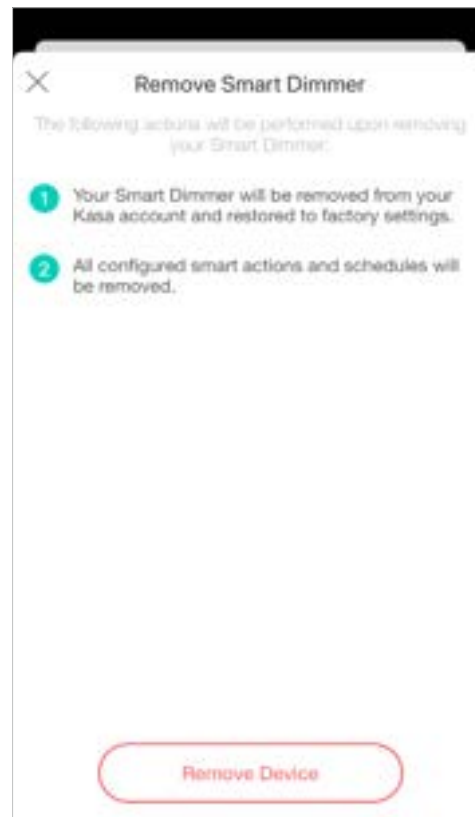 Remove Smart Dimmer
The following actions will be performed upon removing
your Smart Dimmer:
1 Your Smart Dimmer will be removed from your
Kasa account and restored to factory settings.
2 All configured smart actions and schedules will
be removed.
Remove Device